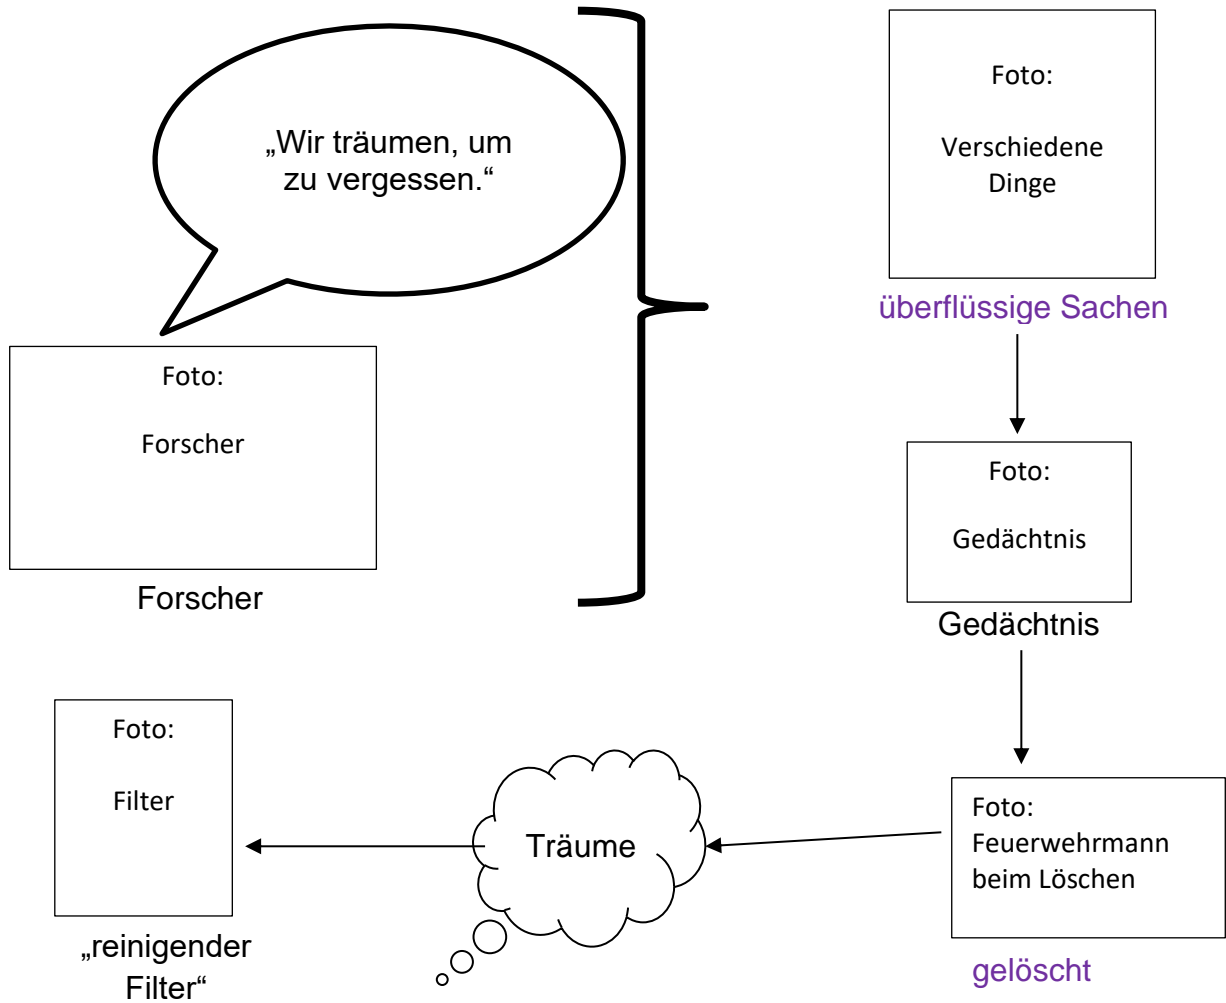 „Wir träumen, um
zu vergessen.“
Foto:
Forscher
Forscher
Foto:
Verschiedene
Dinge
überflüssige Sachen
Foto:
Gedächtnis
Gedächtnis
Foto:
Feuerwehrmann
beim Löschen
gelöscht
Träume
Foto:
Filter
„reinigender
Filter“